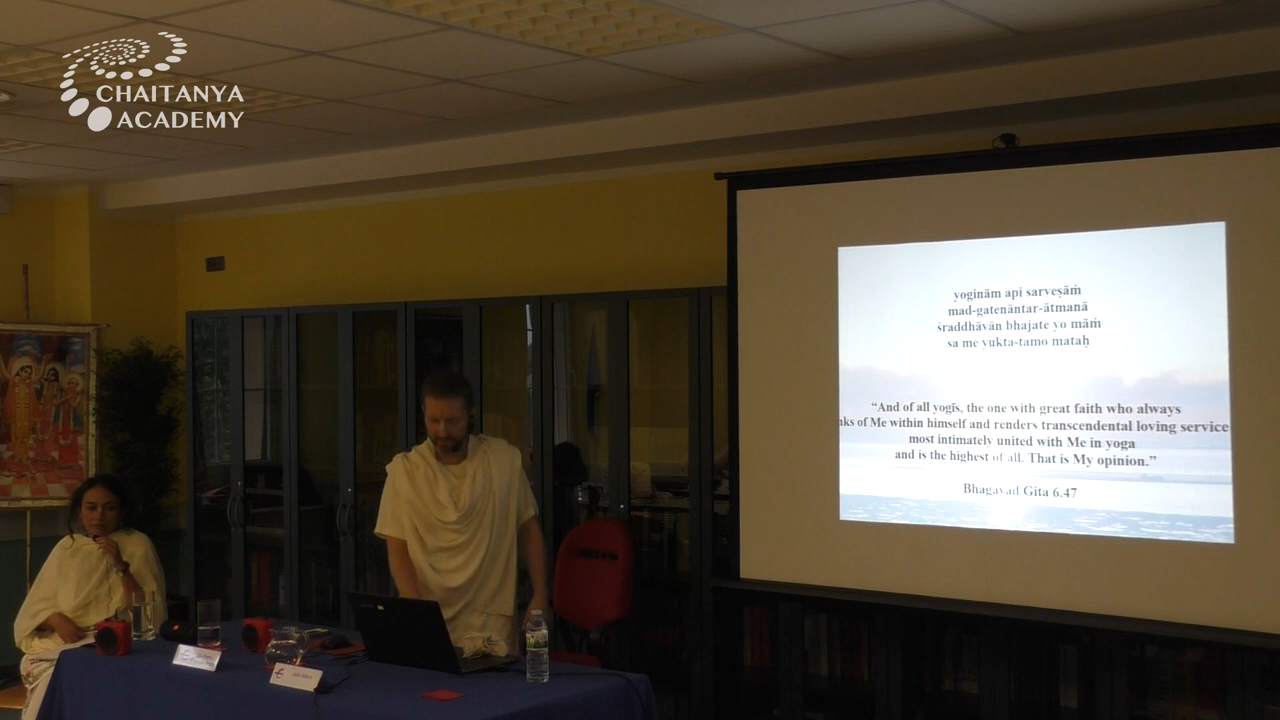 CHAITANYA
ACADEMY
yoginām api sarveṣāṁ
mad-gatenāntar-ātmanā
śraddhāvān bhajate yo māṁ
sa me yukta-tamo mataḥ
“And of all yogīs, the one with great faith who always
nks of Me within himself and renders transcendental loving service
most intimately united with Me in yoga
and is the highest of all. That is My opinion.”
Bhagavad Gita 6.47